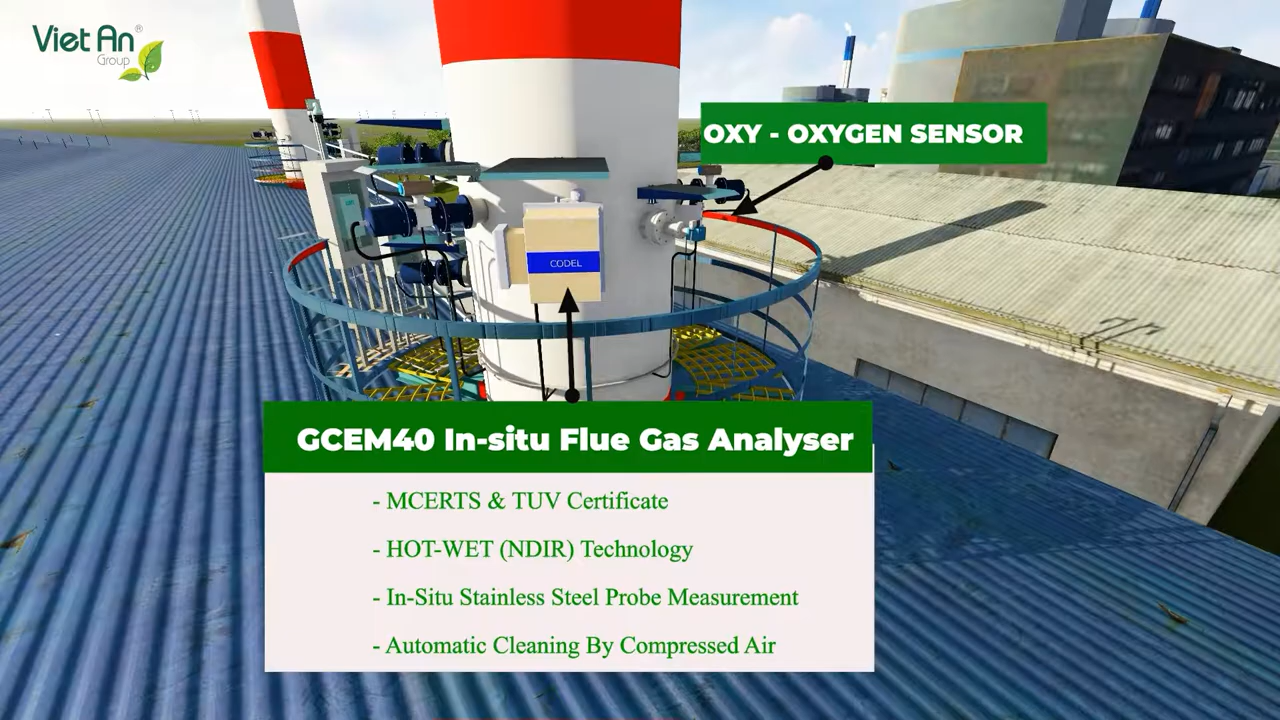 Viet An®
Group
OXY - OXYGEN SENSOR
CODEL
GCEM40 In-situ Flue Gas Analyser
- MCERTS & TUV Certificate
- HOT-WET (NDIR) Technology
- In-Situ Stainless Steel Probe Measurement
- Automatic Cleaning By Compressed Air